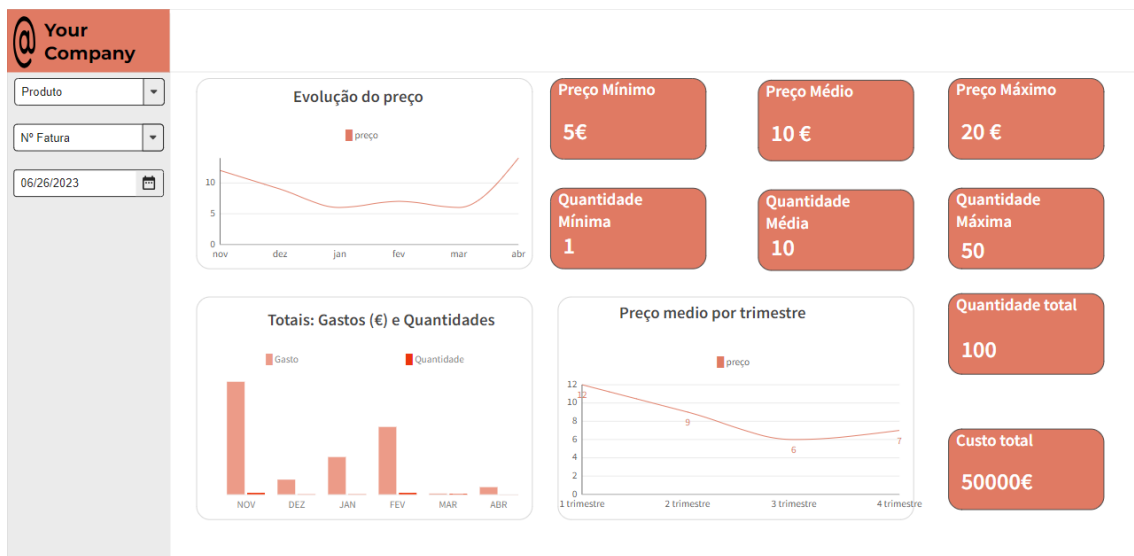 @ Your
Company
Produto
Nº Fatura
06/26/2023
Evolução do preço
preço
10
5
0
nov dez jan fev mar abr
Preço Mínimo
5€
Preço Médio
10 €
Preço Máximo
20 €
Quantidade
Mínima
1
Quantidade
Média
10
Quantidade
Máxima
50
Totais: Gastos (€) e Quantidades
Gasto Quantidade
NOV DEZ JAN FEV MAR ABR
Preço medio por trimestre
preço
12
10
8
6
4
2
0
12
9
6
7
1 trimestre 2 trimestre 3 trimestre 4 trimestre
Quantidade total
100
Custo total
50000€